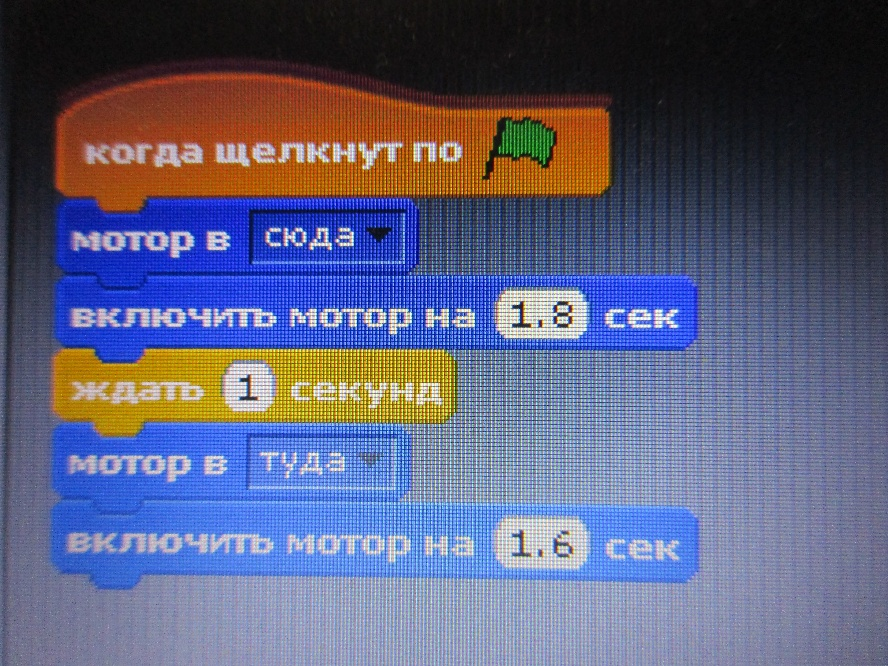 когда щелкнут по
мотор в сюда
включить мотор на 1.8 сек
ждать 1 секунд
мотор в туда
включить мотор на 1.6 сек